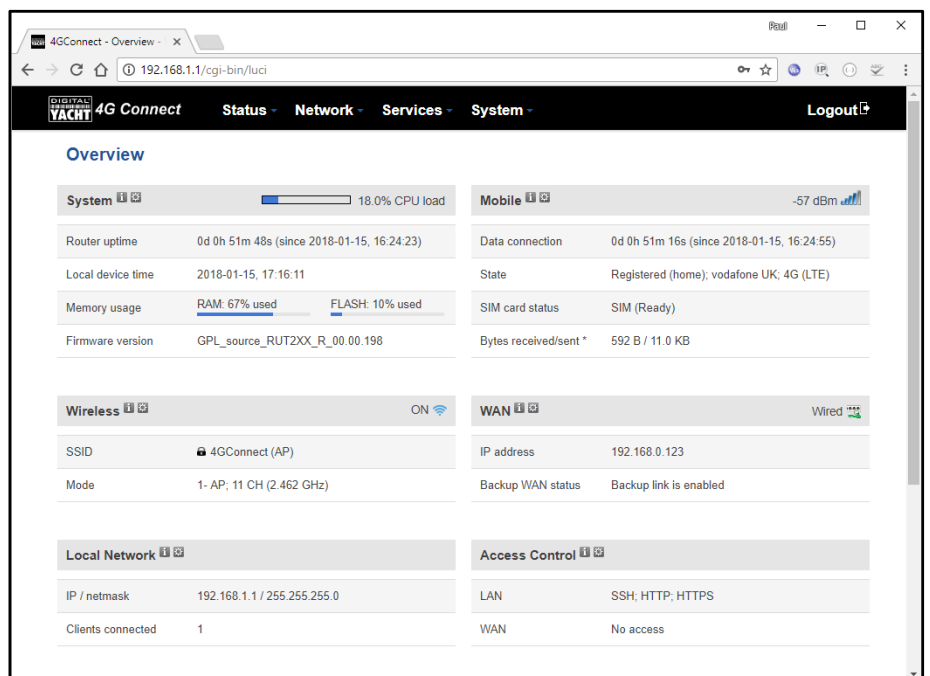 Paul
4GConnect - Overview -
192.168.1.1/cgi-bin/luci
DIGITAL YACHT 4G Connect Status Network Services System Logout
Overview
System 18.0% CPU load
Router uptime 0d 0h 51m 48s (since 2018-01-15, 16:24:23)
Local device time 2018-01-15, 17:16:11
Memory usage RAM: 67% used FLASH: 10% used
Firmware version GPL_source_RUT2XX_R_00.00.198
Mobile -57 dBm
Data connection 0d 0h 51m 16s (since 2018-01-15, 16:24:55)
State Registered (home); vodafone UK; 4G (LTE)
SIM card status SIM (Ready)
Bytes received/sent * 592 B / 11.0 KB
Wireless ON
SSID 4GConnect (AP)
Mode 1- AP; 11 CH (2.462 GHz)
WAN Wired
IP address 192.168.0.123
Backup WAN status Backup link is enabled
Local Network
IP / netmask 192.168.1.1 / 255.255.255.0
Clients connected 1
Access Control
LAN SSH; HTTP; HTTPS
WAN No access